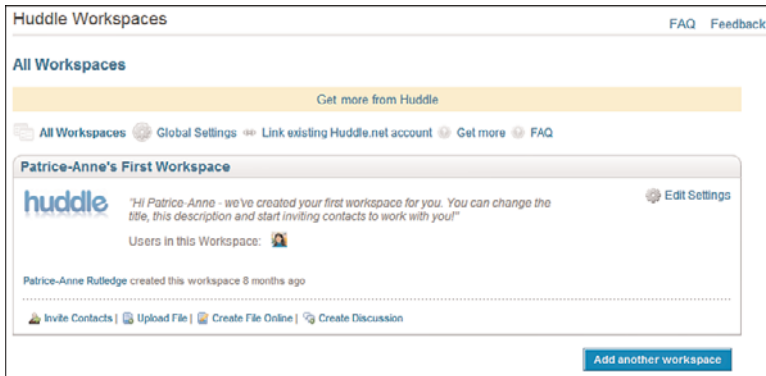 Huddle Workspaces
FAQ Feedback
All Workspaces
Get more from Huddle
All Workspaces Global Settings Link existing Huddle.net account Get more FAQ
Patrice-Anne's First Workspace
huddle
"Hi Patrice-Anne - we've created your first workspace for you. You can change the
title, this description and start inviting contacts to work with you!"
Edit Settings
Users in this Workspace:
Patrice-Anne Rutledge created this workspace 8 months ago
Invite Contacts | Upload File | Create File Online | Create Discussion
Add another workspace